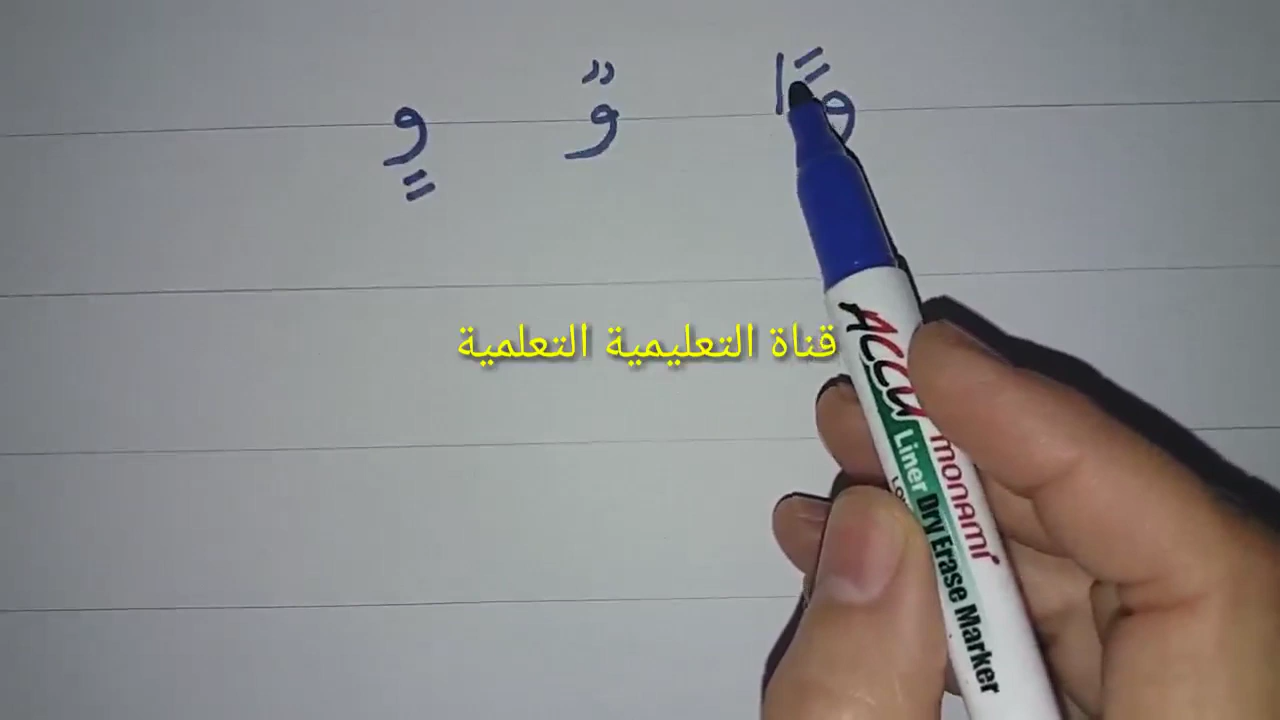 وًا وٌ وٍ
قناة التعليمية التعلمية
ACCU monami
Liner Dry Erase Marker